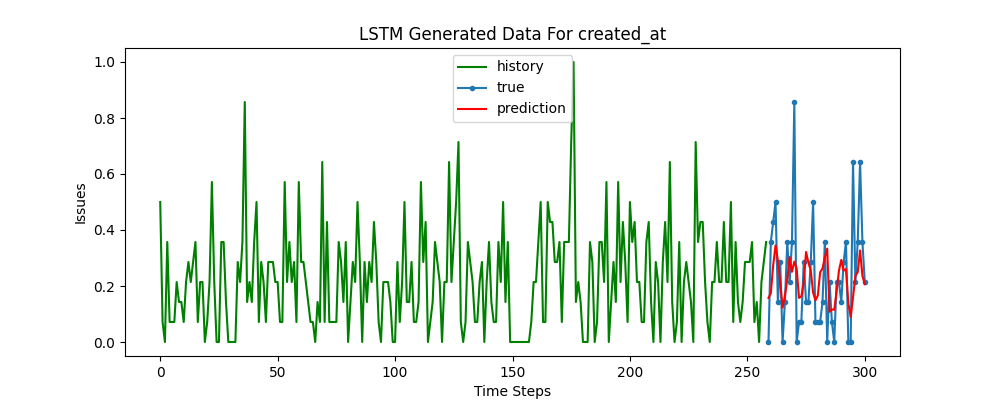 LSTM Generated Data For created_at
history
true
prediction
Issues
1.0
0.8
0.6
0.4
0.2
0.0
0 50 100 150 200 250 300
Time Steps